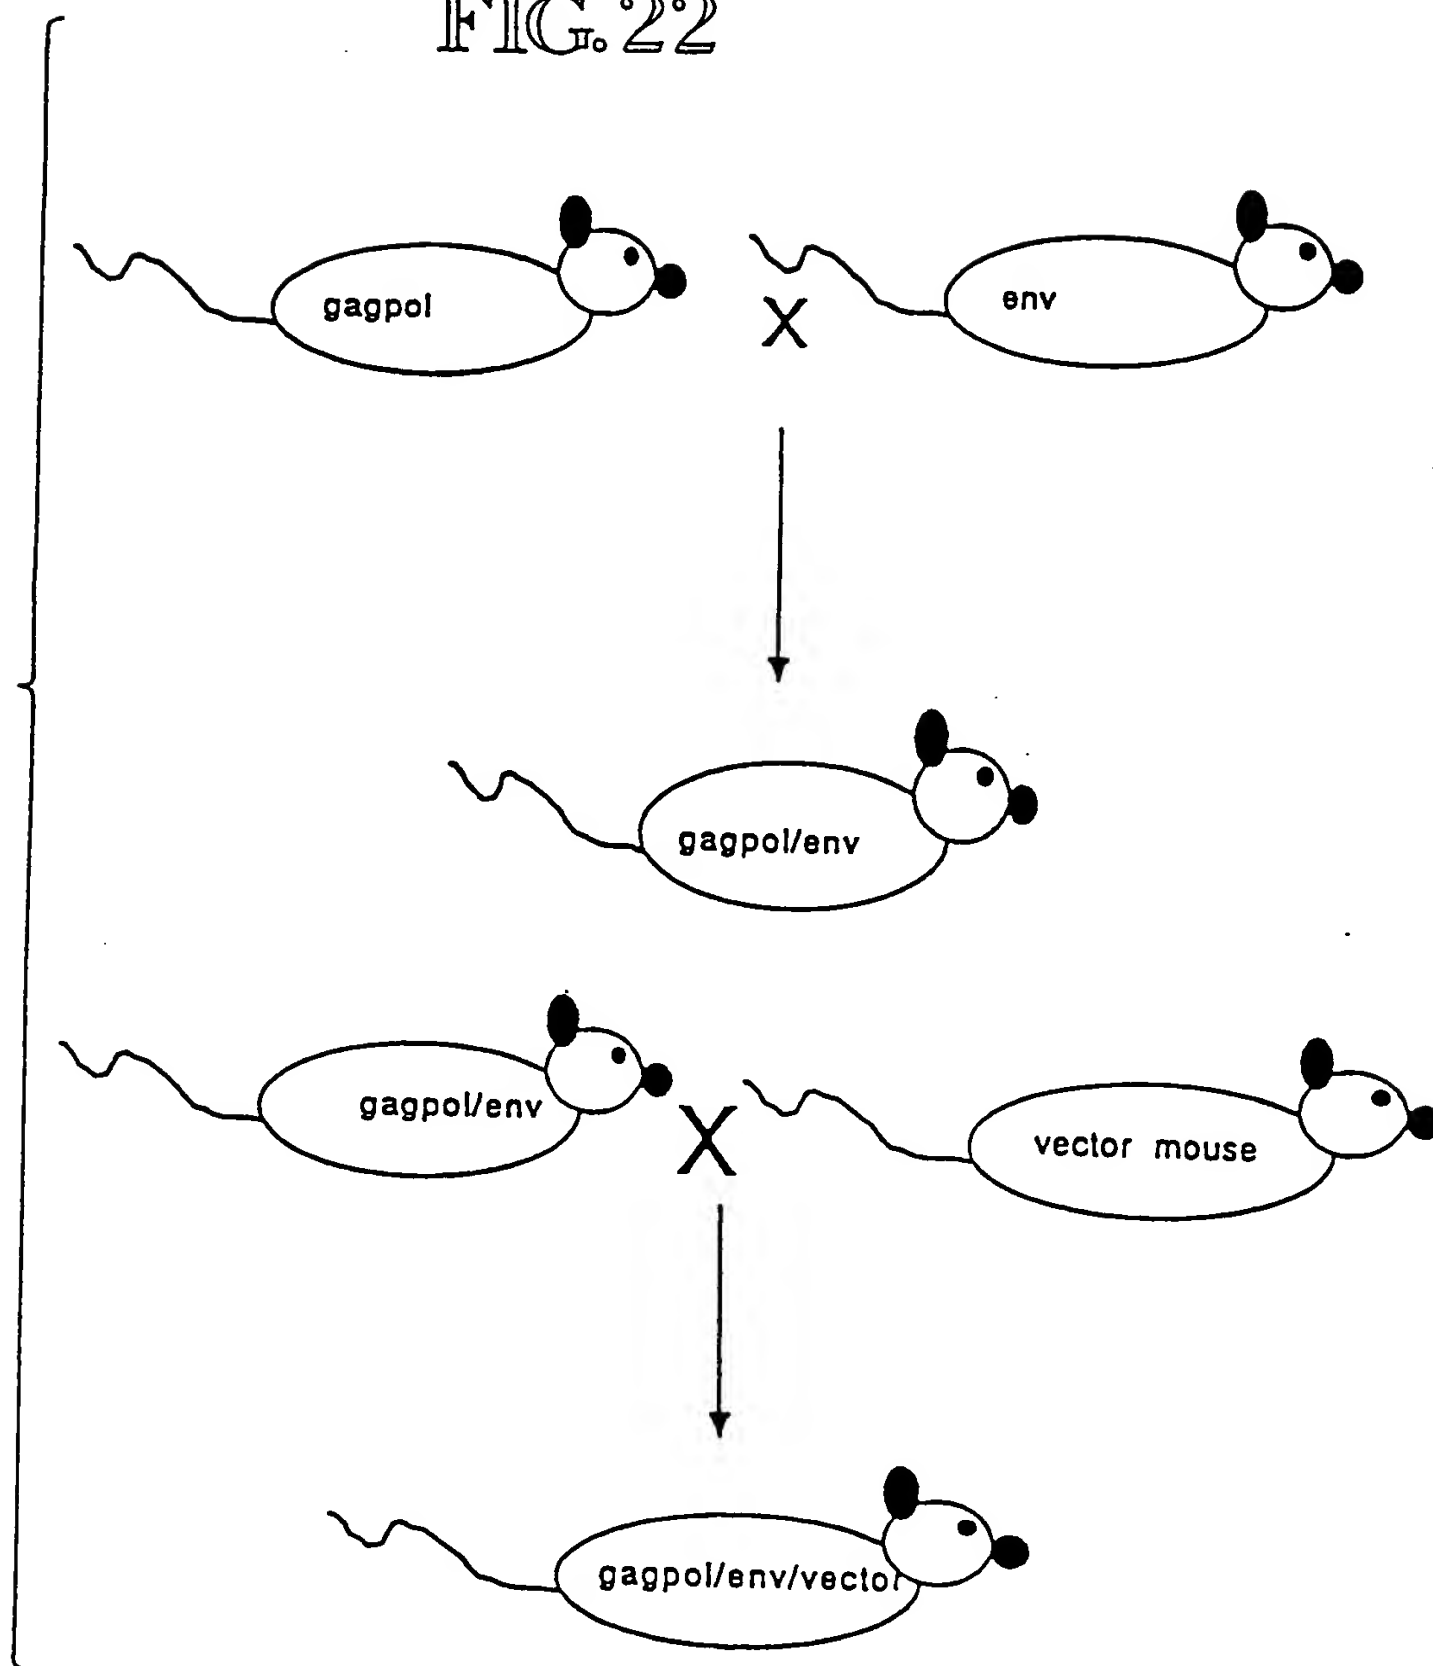 FIG. 22
gagpol
X
env
gagpol/env
gagpol/env
X
vector mouse
gagpol/env/vector